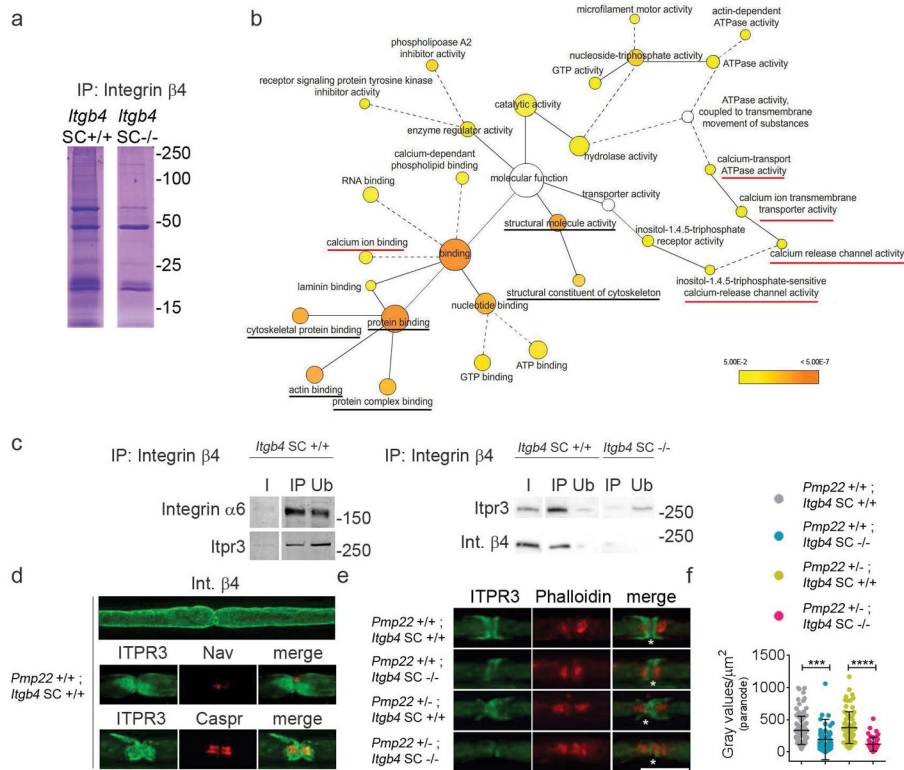 a
IP: Integrin β4
Itgb4 Itgb4
SC+/+ SC-/-
-250
-100
-50
-25
-15
b
microfilament motor activity
actin-dependent
ATPase activity
phospholipoase A2
inhibitor activity
nucleoside-triphosphate activity
GTP activity
ATPase activity
receptor signaling protein tyrosine kinase
inhibitor activity
catalytic activity
ATPase activity,
coupled to transmembrane
movement of substances
enzyme regulator activity
hydrolase activity
calcium-dependant
phospholipid binding
calcium-transport
ATPase activity
RNA binding
molecular function
transporter activity
calcium ion transmembrane
transporter activity
structural molecule activity
inositol-1.4.5-triphosphate
receptor activity
calcium ion binding
binding
calcium release channel activity
laminin binding
structural constituent of cytoskeleton
inositol-1.4.5-triphosphate-sensitive
calcium-release channel activity
nucleotide binding
cytoskeletal protein binding
protein binding
ATP binding
GTP binding
actin binding
protein complex binding
5.00E-2 < 5.00E-7
c
IP: Integrin β4
Itgb4 SC +/+
I IP Ub
Integrin α6
-150
Itpr3
-250
IP: Integrin β4
Itgb4 SC +/+ Itgb4 SC -/-
I IP Ub IP Ub
Itpr3
-250
Int. β4
-250
d
Int. β4
Pmp22 +/+ ;
Itgb4 SC +/+
ITPR3 Nav merge
ITPR3 Caspr merge
e
ITPR3 Phalloidin merge
Pmp22 +/+ ;
Itgb4 SC +/+
*
Pmp22 +/+ ;
Itgb4 SC -/-
*
Pmp22 +/- ;
Itgb4 SC +/+
*
Pmp22 +/- ;
Itgb4 SC -/-
*
f
Pmp22 +/+ ;
Itgb4 SC +/+
Pmp22 +/+ ;
Itgb4 SC -/-
Pmp22 +/- ;
Itgb4 SC +/+
Pmp22 +/- ;
Itgb4 SC -/-
Gray values/µm²
(paranode)
1500
1000
500
0
*** ****